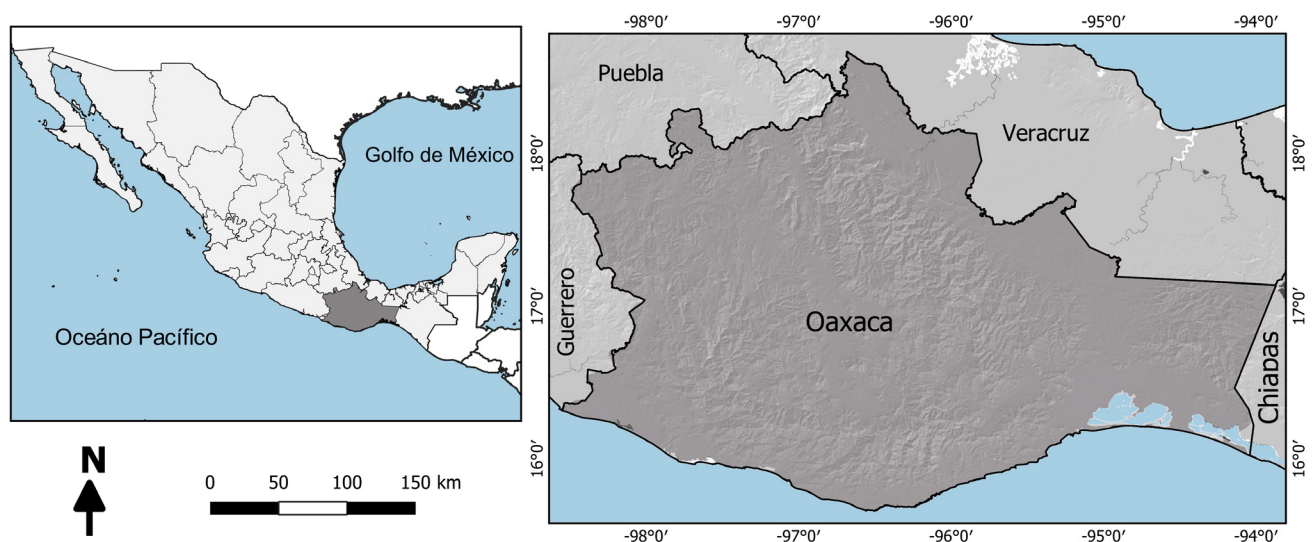 Golfo de México
Oceáno Pacífico
N
0 50 100 150 km
-98°0′ -97°0′ -96°0′ -95°0′ -94°0′
Puebla
Veracruz
18°0′
18°0′
Guerrero
Oaxaca
17°0′
17°0′
Chiapas
16°0′
16°0′
-98°0′ -97°0′ -96°0′ -95°0′ -94°0′